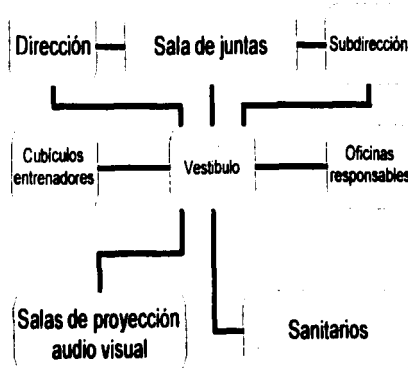 Dirección
Sala de juntas
Subdirección
Cubículos
entrenadores
Vestíbulo
Oficinas
responsables
Salas de proyección
audio visual
Sanitarios